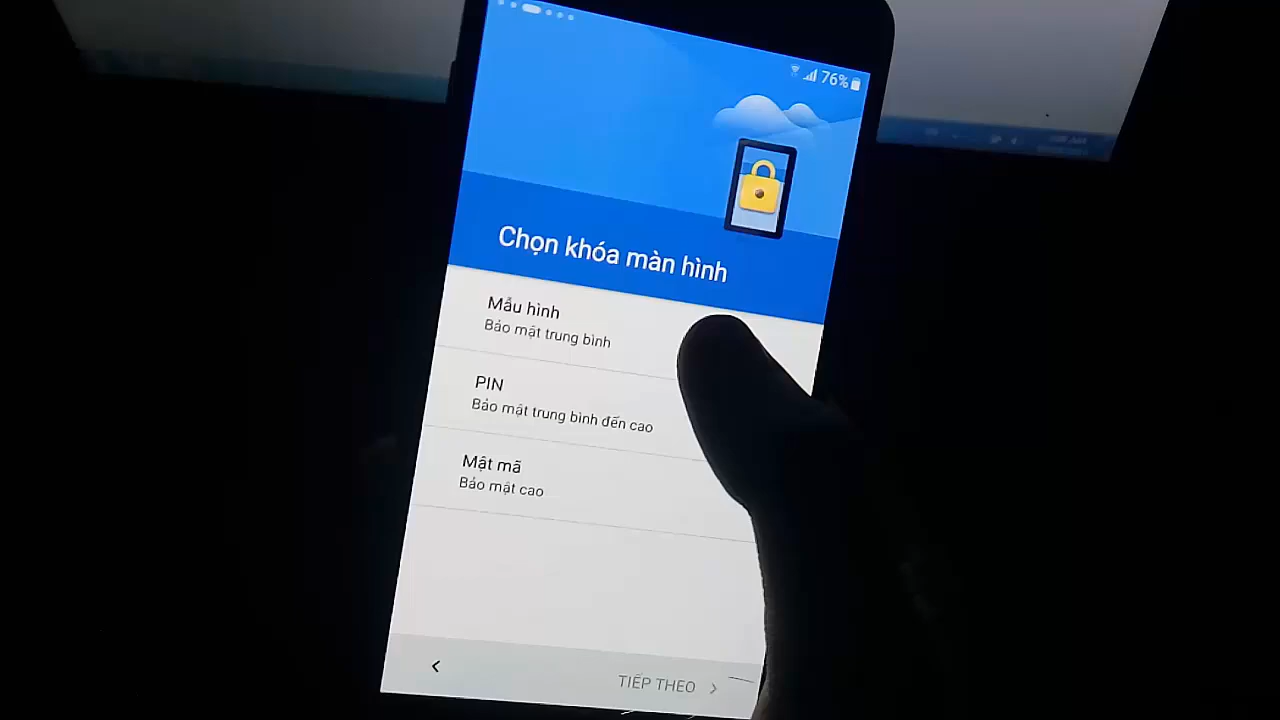 76%
Chọn khóa màn hình
Mẫu hình
Bảo mật trung bình
PIN
Bảo mật trung bình đến cao
Mật mã
Bảo mật cao
TIẾP THEO